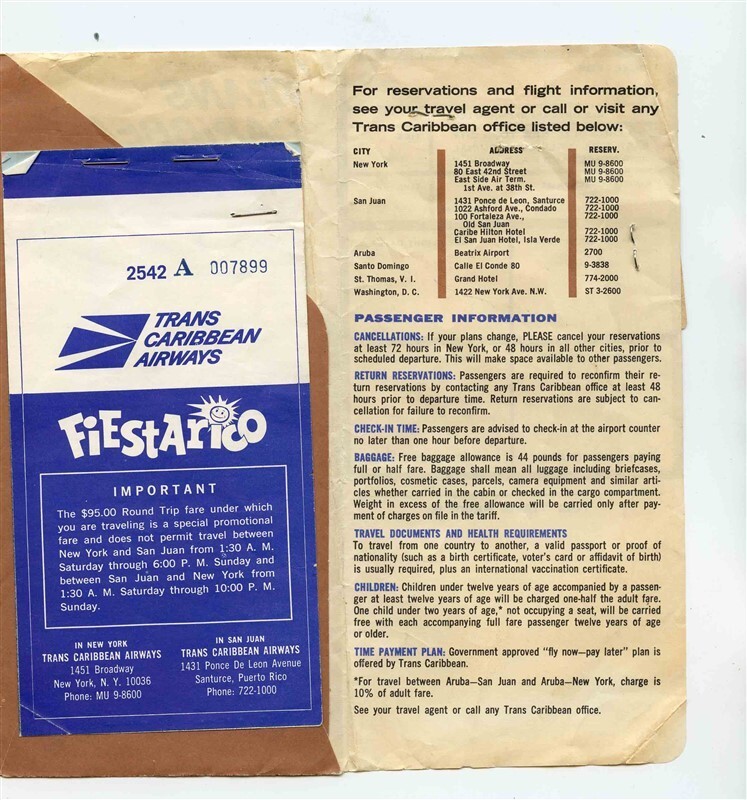 2542 A 007899
TRANS
CARIBBEAN
AIRWAYS
FiEStARicO
IMPORTANT
The $95.00 Round Trip fare under which
you are traveling is a special promotional
fare and does not permit travel between
New York and San Juan from 1:30 A. M.
Saturday through 6:00 P. M. Sunday and
between San Juan and New York from
1:30 A. M. Saturday through 10:00 P. M.
Sunday.
IN NEW YORK
TRANS CARIBBEAN AIRWAYS
1451 Broadway
New York, N. Y. 10036
Phone: MU 9-8600
IN SAN JUAN
TRANS CARIBBEAN AIRWAYS
1431 Ponce De Leon Avenue
Santurce, Puerto Rico
Phone: 722-1000
For reservations and flight information,
see your travel agent or call or visit any
Trans Caribbean office listed below:
CITY ADDRESS RESERV.
New York 1451 Broadway MU 9-8600
80 East 42nd Street MU 9-8600
East Side Air Term. MU 9-8600
1st Ave. at 38th St.
San Juan 1431 Ponce de Leon, Santurce 722-1000
1022 Ashford Ave., Condado 722-1000
100 Fortaleza Ave., 722-1000
Old San Juan
Caribe Hilton Hotel 722-1000
El San Juan Hotel, Isla Verde 722-1000
Aruba Beatrix Airport 2700
Santo Domingo Calle El Conde 80 9-3838
St. Thomas, V. I. Grand Hotel 774-2000
Washington, D. C. 1422 New York Ave. N.W. ST 3-2600
PASSENGER INFORMATION
CANCELLATIONS: If your plans change, PLEASE cancel your reservations
at least 72 hours in New York, or 48 hours in all other cities, prior to
scheduled departure. This will make space available to other passengers.
RETURN RESERVATIONS: Passengers are required to reconfirm their re-
turn reservations by contacting any Trans Caribbean office at least 48
hours prior to departure time. Return reservations are subject to can-
cellation for failure to reconfirm.
CHECK-IN TIME: Passengers are advised to check-in at the airport counter
no later than one hour before departure.
BAGGAGE: Free baggage allowance is 44 pounds for passengers paying
full or half fare. Baggage shall mean all luggage including briefcases,
portfolios, cosmetic cases, parcels, camera equipment and similar arti-
cles whether carried in the cabin or checked in the cargo compartment.
Weight in excess of the free allowance will be carried only after pay-
ment of charges on file in the tariff.
TRAVEL DOCUMENTS AND HEALTH REQUIREMENTS
To travel from one country to another, a valid passport or proof of
nationality (such as a birth certificate, voter's card or affidavit of birth)
is usually required, plus an international vaccination certificate.
CHILDREN: Children under twelve years of age accompanied by a passen-
ger at least twelve years of age will be charged one-half the adult fare.
One child under two years of age,* not occupying a seat, will be carried
free with each accompanying full fare passenger twelve years of age
or older.
TIME PAYMENT PLAN: Government approved "fly now—pay later" plan is
offered by Trans Caribbean.
*For travel between Aruba—San Juan and Aruba—New York, charge is
10% of adult fare.
See your travel agent or call any Trans Caribbean office.